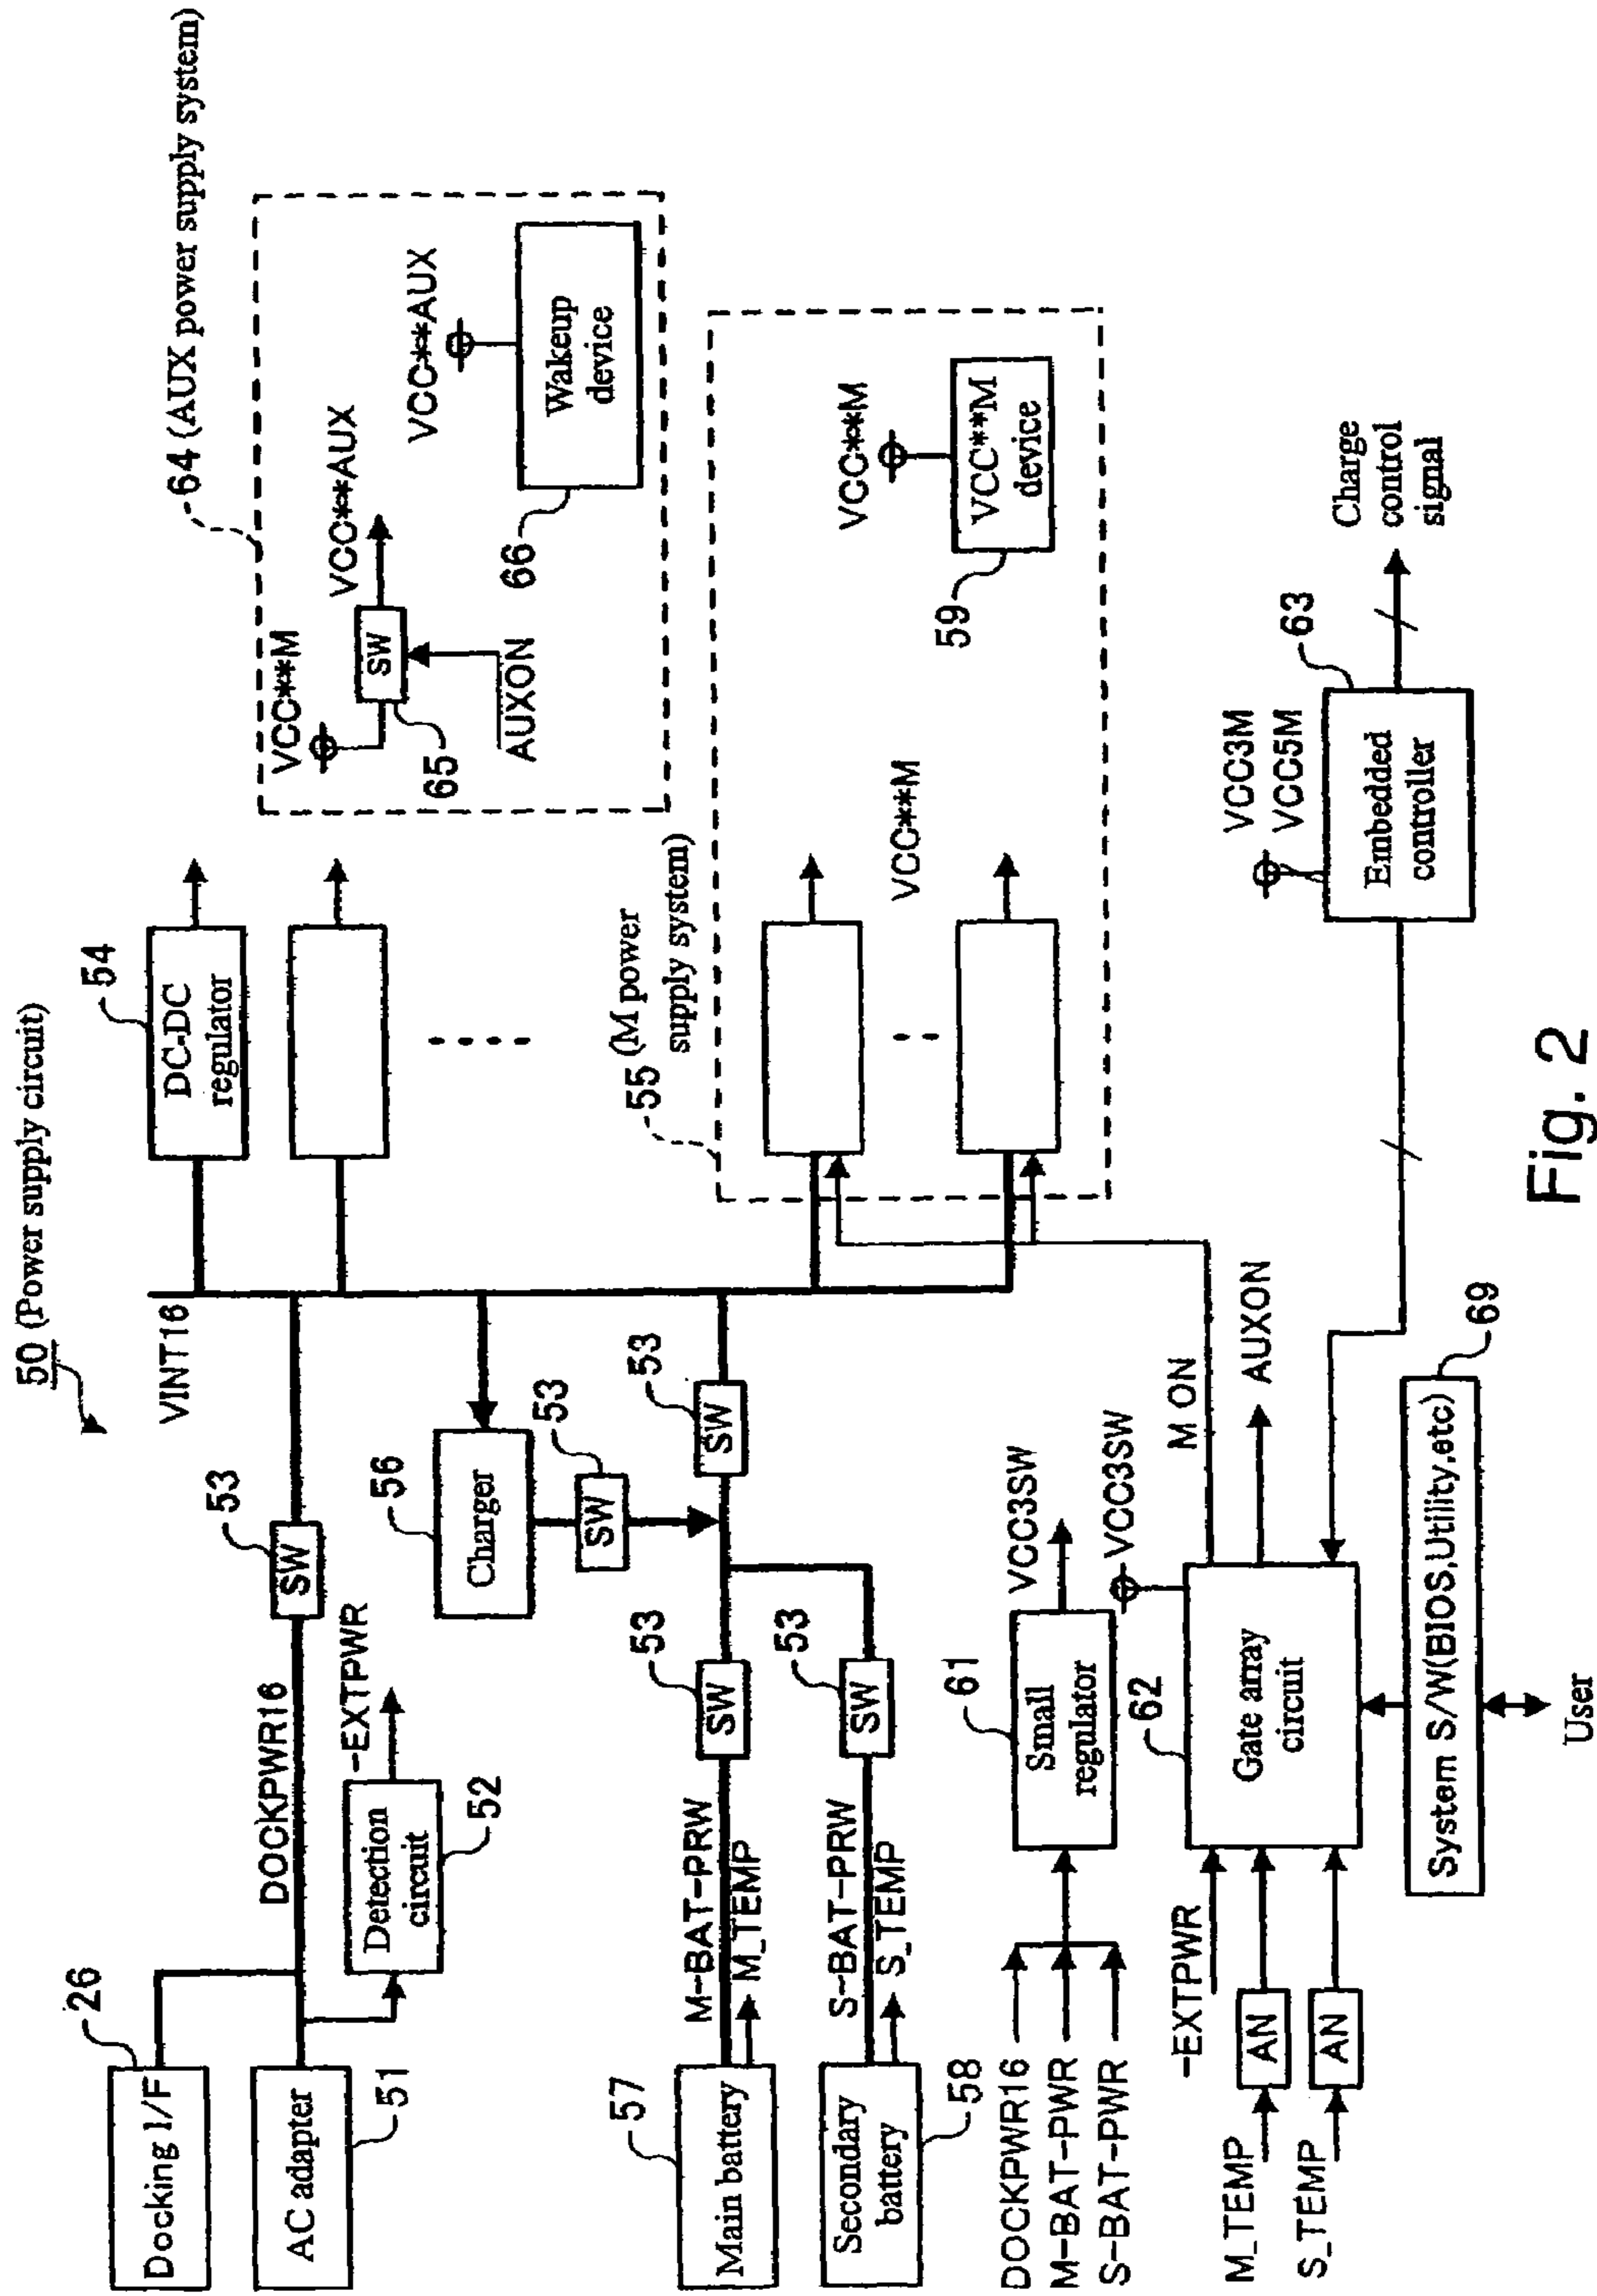 50 (Power supply circuit)
VINT16
54
DC-DC
regulator
64 (AUX power supply system)
VCC**M
SW
65
AUXON
VCC**AUX
VCC**AUX
Wakeup
device
66
26
Docking I/F
AC adapter
51
DOCKPWR16
53
SW
Detection
circuit
52
-EXTPWR
56
Charger
53
SW
53
SW
57
Main battery
M-BAT-PRW
M_TEMP
53
SW
Secondary
battery
58
S-BAT-PRW
S_TEMP
53
SW
55 (M power
supply system)
VCC**M
VCC**M
VCC**M
device
59
DOCKPWR16
M-BAT-PWR
S-BAT-PWR
61
Small
regulator
VCC3SW
VCC3SW
62
Gate array
circuit
-EXTPWR
M_TEMP
AN
S_TEMP
AN
M ON
AUXON
System S/W(BIOS,Utility,etc)
69
User
VCC3M
VCC5M
63
Embedded
controller
Charge
control
signal
Fig. 2